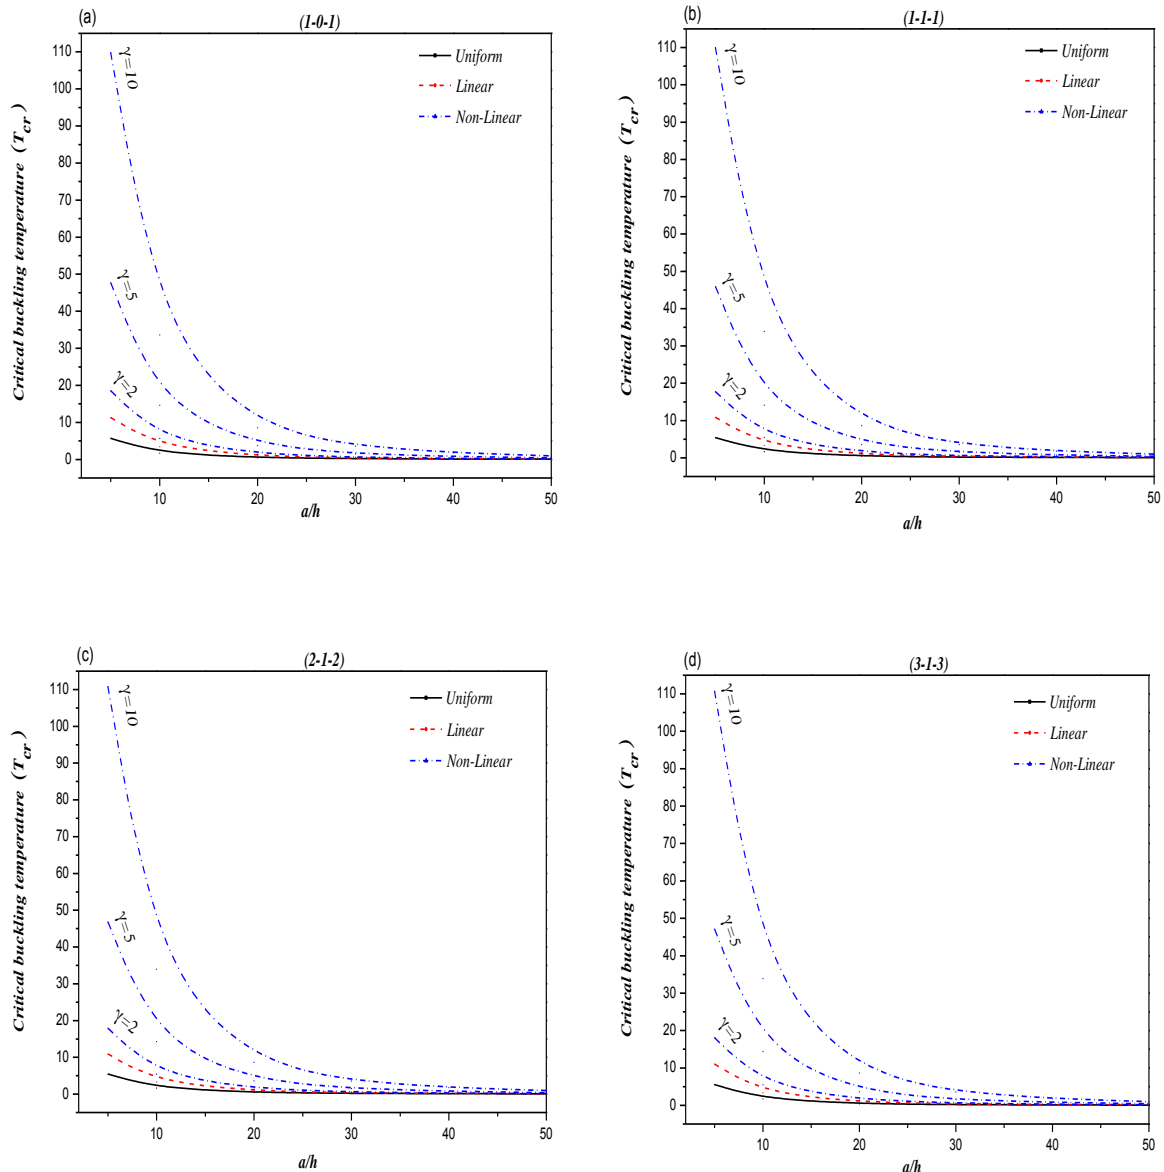 (a)
(1-0-1)
Critical buckling temperature (T_cr)
110
100
90
80
70
60
50
40
30
20
10
0
γ=10
γ=5
γ=2
Uniform
Linear
Non-Linear
10
20
30
40
50
a/h
(b)
(1-1-1)
Critical buckling temperature (T_cr)
110
100
90
80
70
60
50
40
30
20
10
0
γ=10
γ=5
γ=2
Uniform
Linear
Non-Linear
10
20
30
40
50
a/h
(c)
(2-1-2)
Critical buckling temperature (T_cr)
110
100
90
80
70
60
50
40
30
20
10
0
γ=10
γ=5
γ=2
Uniform
Linear
Non-Linear
10
20
30
40
50
a/h
(d)
(3-1-3)
Critical buckling temperature (T_cr)
110
100
90
80
70
60
50
40
30
20
10
0
γ=10
γ=5
γ=2
Uniform
Linear
Non-Linear
10
20
30
40
50
a/h